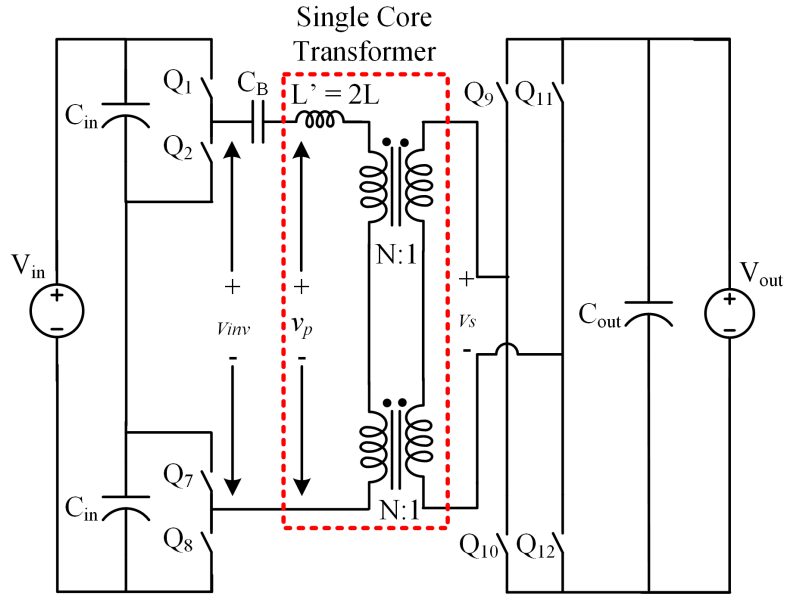 Single Core
Transformer
Q1
CB
L' = 2L
Q9
Q11
Cin
Q2
N:1
Vin
+
-
+
Vinv
-
+
vp
-
+
Vs
-
Cout
Vout
+
-
Q7
Cin
N:1
Q8
Q10
Q12